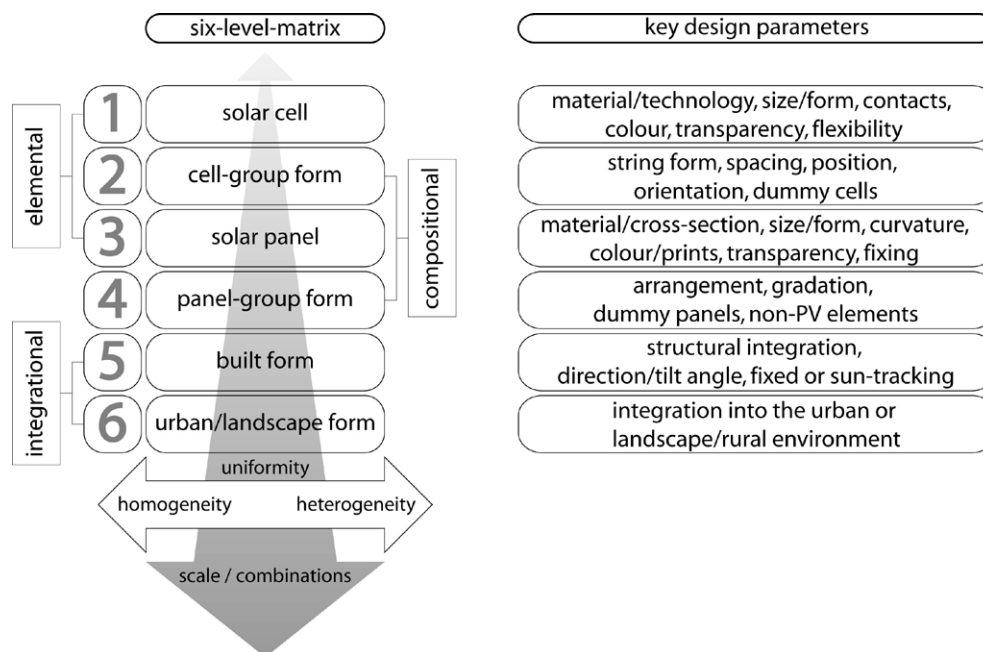 six-level-matrix
key design parameters
elemental
integrational
compositional
1
solar cell
material/technology, size/form, contacts,
colour, transparency, flexibility
2
cell-group form
string form, spacing, position,
orientation, dummy cells
3
solar panel
material/cross-section, size/form, curvature,
colour/prints, transparency, fixing
4
panel-group form
arrangement, gradation,
dummy panels, non-PV elements
5
built form
structural integration,
direction/tilt angle, fixed or sun-tracking
6
urban/landscape form
integration into the urban or
landscape/rural environment
uniformity
homogeneity
heterogeneity
scale / combinations